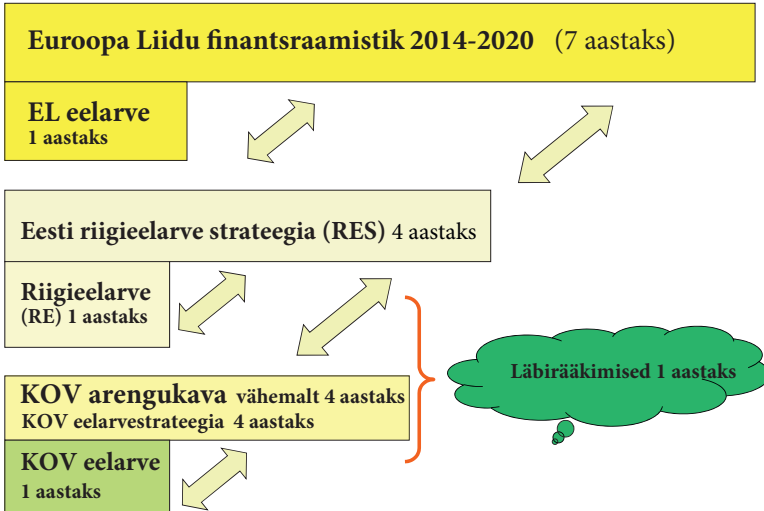 Euroopa Liidu finantsraamistik 2014-2020 (7 aastaks)
EL eelarve
1 aastaks
Eesti riigieelarve strateegia (RES) 4 aastaks
Riigieelarve
(RE) 1 aastaks
KOV arengukava vähemalt 4 aastaks
KOV eelarvestrateegia 4 aastaks
Läbirääkimised 1 aastaks
KOV eelarve
1 aastaks